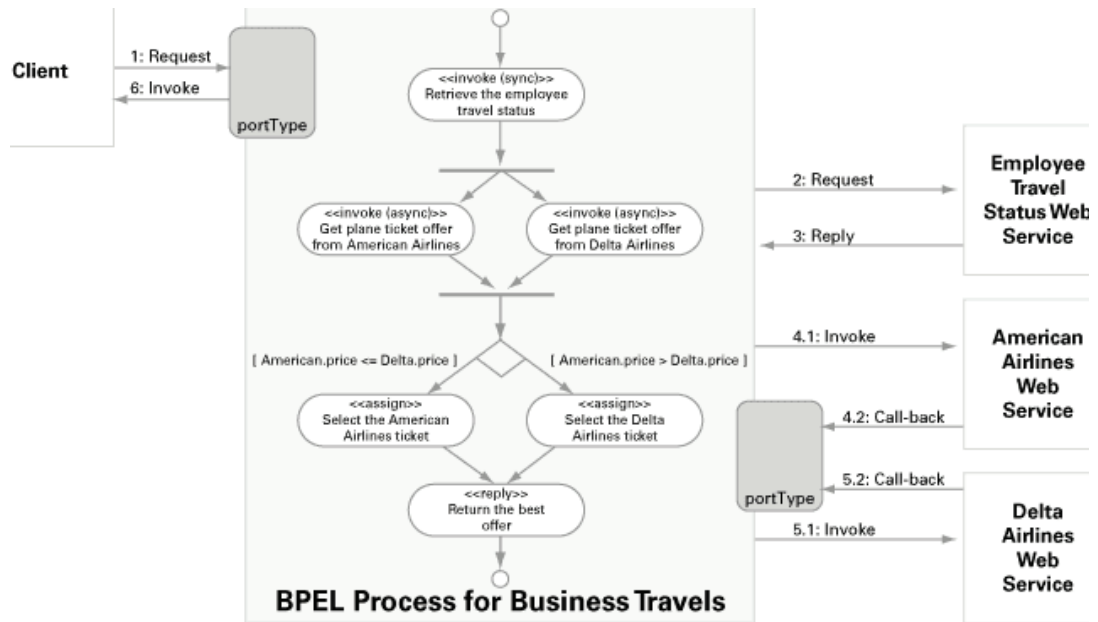 Client
1: Request
6: Invoke
portType
<<invoke (sync)>>
Retrieve the employee
travel status
<<invoke (async)>>
Get plane ticket offer
from American Airlines
<<invoke (async)>>
Get plane ticket offer
from Delta Airlines
[ American.price <= Delta.price ]
[ American.price > Delta.price ]
<<assign>>
Select the American
Airlines ticket
<<assign>>
Select the Delta
Airlines ticket
<<reply>>
Return the best
offer
BPEL Process for Business Travels
2: Request
3: Reply
Employee
Travel
Status Web
Service
4.1: Invoke
4.2: Call-back
American
Airlines
Web
Service
portType
5.2: Call-back
5.1: Invoke
Delta
Airlines
Web
Service